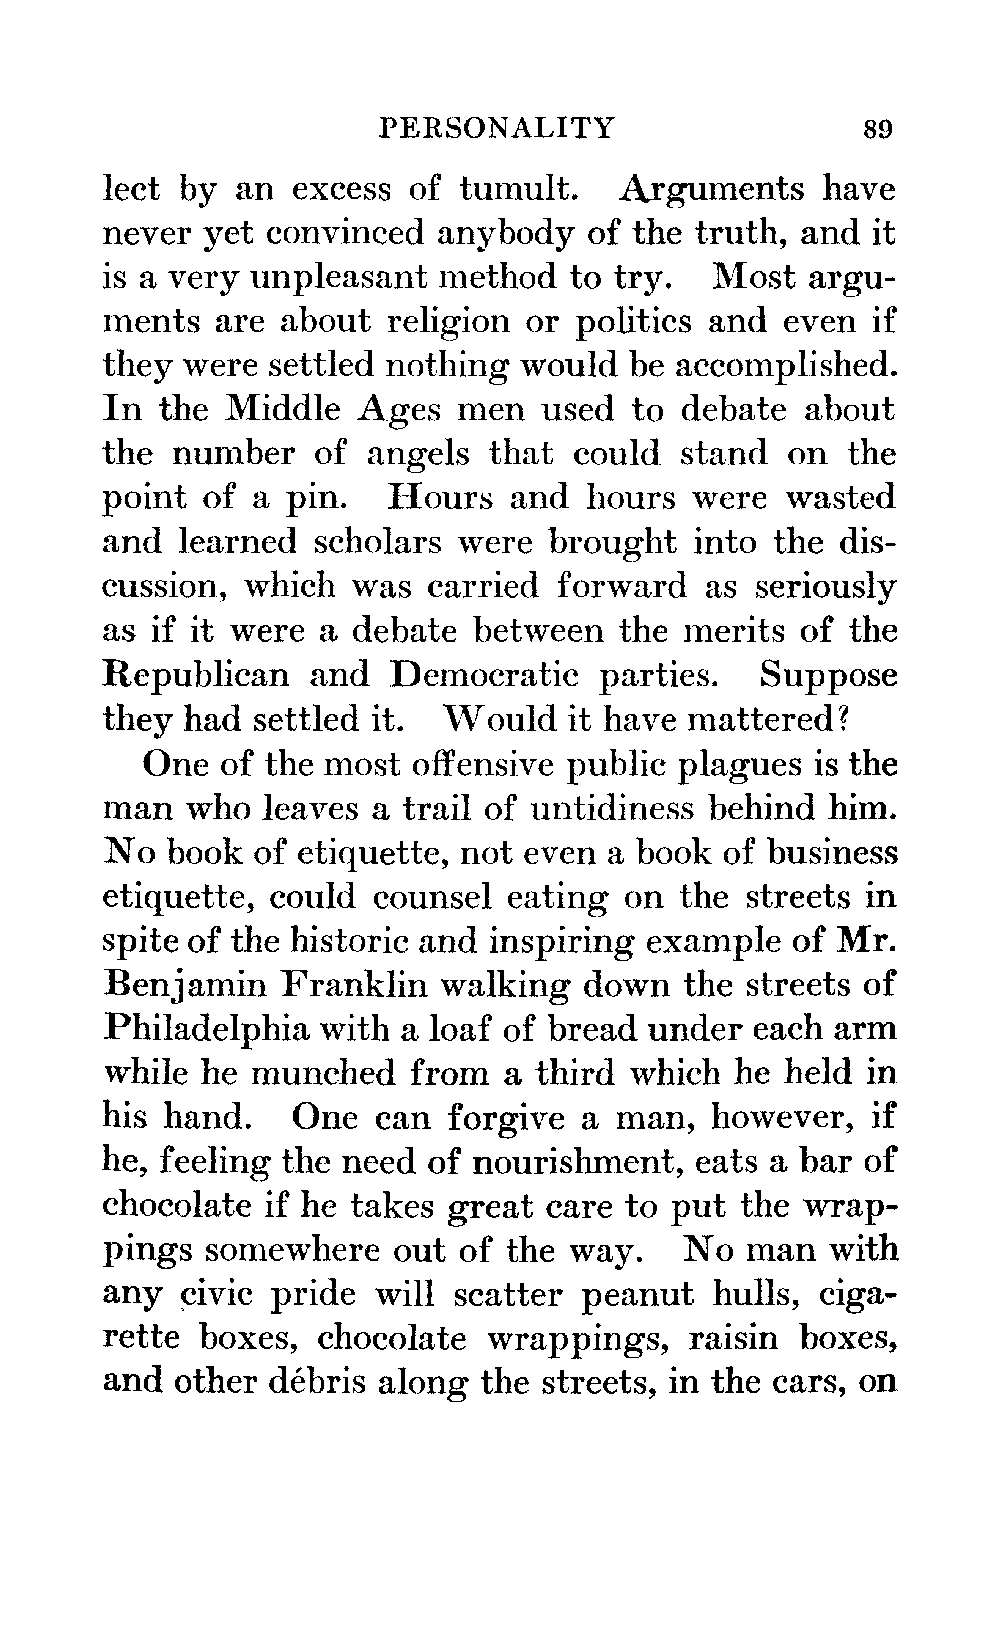 PERSONALITY 89
lect by an excess of tumult. Arguments have
never yet convinced anybody of the truth, and it
is a very unpleasant method to try. Most argu-
ments are about religion or politics and even if
they were settled nothing would be accomplished.
In the Middle Ages men used to debate about
the number of angels that could stand on the
point of a pin. Hours and hours were wasted
and learned scholars were brought into the dis-
cussion, which was carried forward as seriously
as if it were a debate between the merits of the
Republican and Democratic parties. Suppose
they had settled it. Would it have mattered?
One of the most offensive public plagues is the
man who leaves a trail of untidiness behind him.
No book of etiquette, not even a book of business
etiquette, could counsel eating on the streets in
spite of the historic and inspiring example of Mr.
Benjamin Franklin walking down the streets of
Philadelphia with a loaf of bread under each arm
while he munched from a third which he held in
his hand. One can forgive a man, however, if
he, feeling the need of nourishment, eats a bar of
chocolate if he takes great care to put the wrap-
pings somewhere out of the way. No man with
any civic pride will scatter peanut hulls, ciga-
rette boxes, chocolate wrappings, raisin boxes,
and other débris along the streets, in the cars, on